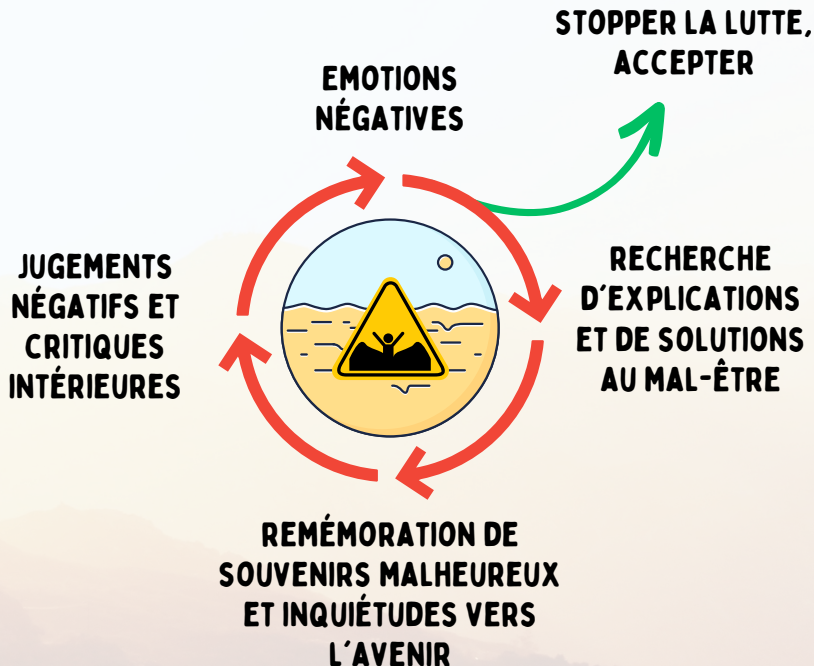 STOPPER LA LUTTE,
ACCEPTER
EMOTIONS
NÉGATIVES
RECHERCHE
D'EXPLICATIONS
ET DE SOLUTIONS
AU MAL-ÊTRE
REMÉMORATION DE
SOUVENIRS MALHEUREUX
ET INQUIÉTUDES VERS
L'AVENIR
JUGEMENTS
NÉGATIFS ET
CRITIQUES
INTÉRIEURES